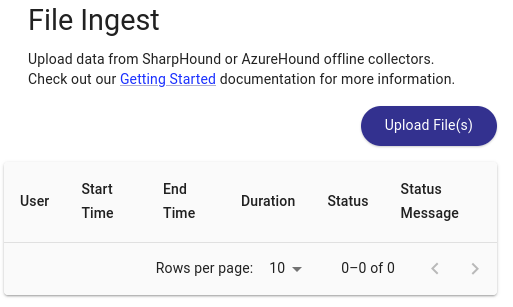 File Ingest
Upload data from SharpHound or AzureHound offline collectors.
Check out our Getting Started documentation for more information.
Upload File(s)
User Start Time End Time Duration Status Status Message
Rows per page: 10 0–0 of 0